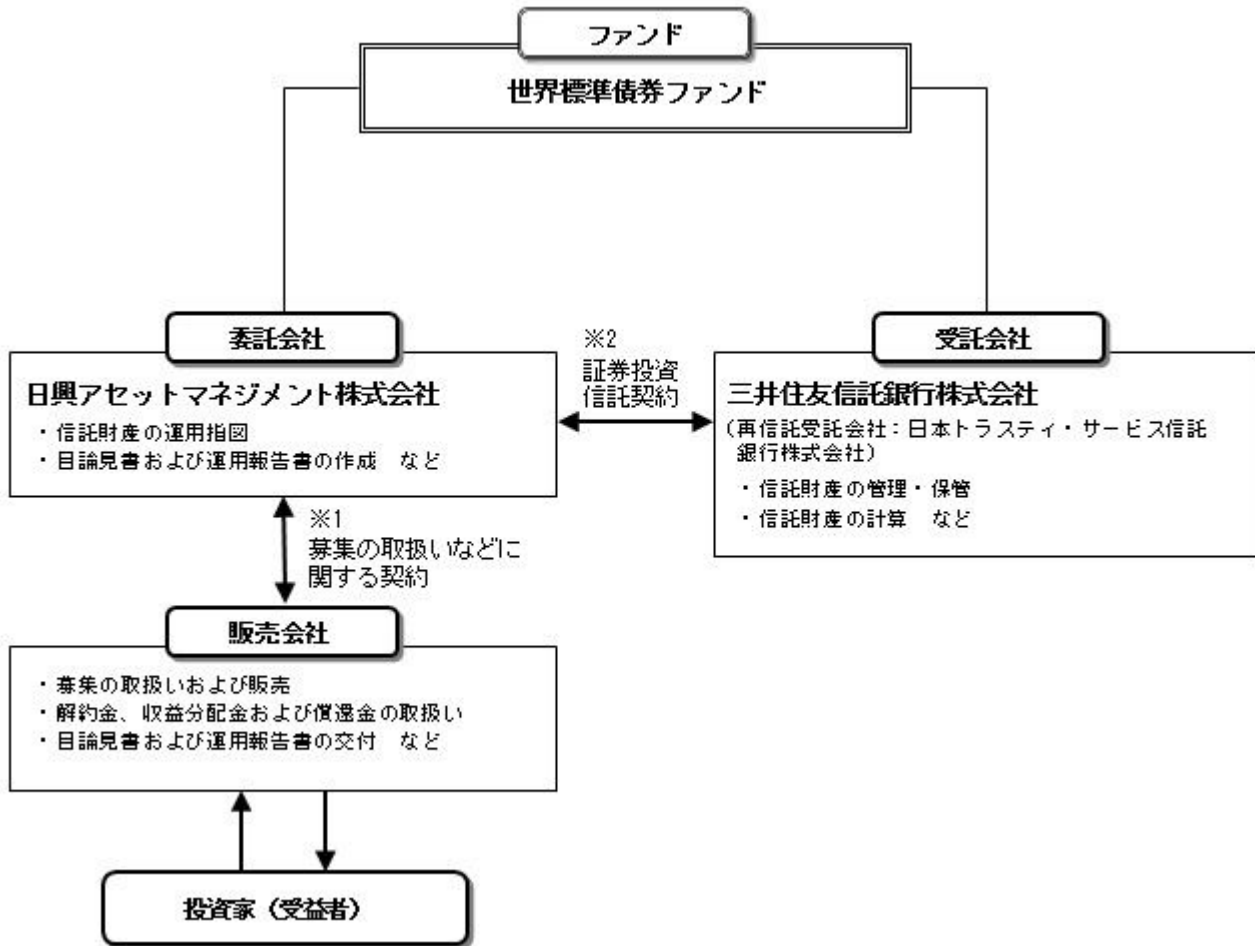 ファンド
世界標準債券ファンド
委託会社
日興アセットマネジメント株式会社
・信託財産の運用指図
・目論見書および運用報告書の作成　など
※2
証券投資
信託契約
受託会社
三井住友信託銀行株式会社
（再信託受託会社：日本トラスティ・サービス信託
銀行株式会社）
・信託財産の管理・保管
・信託財産の計算　など
※1
募集の取扱いなどに
関する契約
販売会社
・募集の取扱いおよび販売
・解約金、収益分配金および償還金の取扱い
・目論見書および運用報告書の交付　など
投資家（受益者）